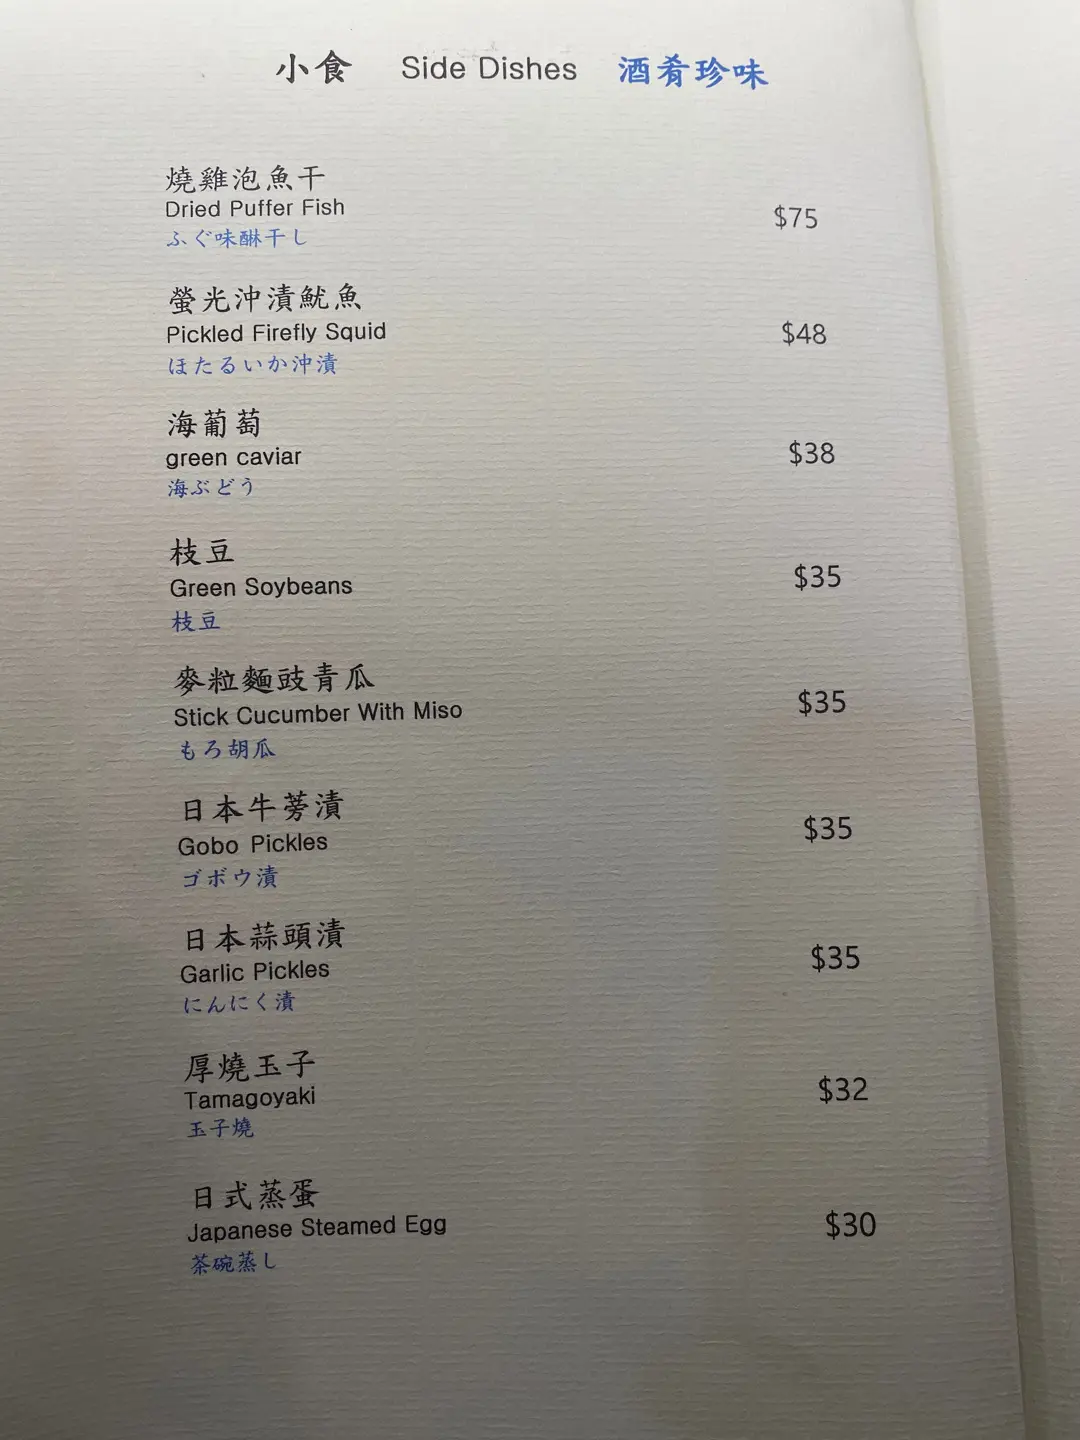 小食 Side Dishes 酒肴珍味
燒雞泡魚干
Dried Puffer Fish
$75
ふぐ味醂干し
螢光沖漬魷魚
Pickled Firefly Squid
$48
ほたるいか沖漬
海葡萄
green caviar
$38
海ぶどう
枝豆
Green Soybeans
$35
枝豆
麥粒麵豉青瓜
Stick Cucumber With Miso
$35
もろ胡瓜
日本牛蒡漬
Gobo Pickles
$35
ゴボウ漬
日本蒜頭漬
Garlic Pickles
$35
にんにく漬
厚燒玉子
Tamagoyaki
$32
玉子燒
日式蒸蛋
Japanese Steamed Egg
$30
茶碗蒸し